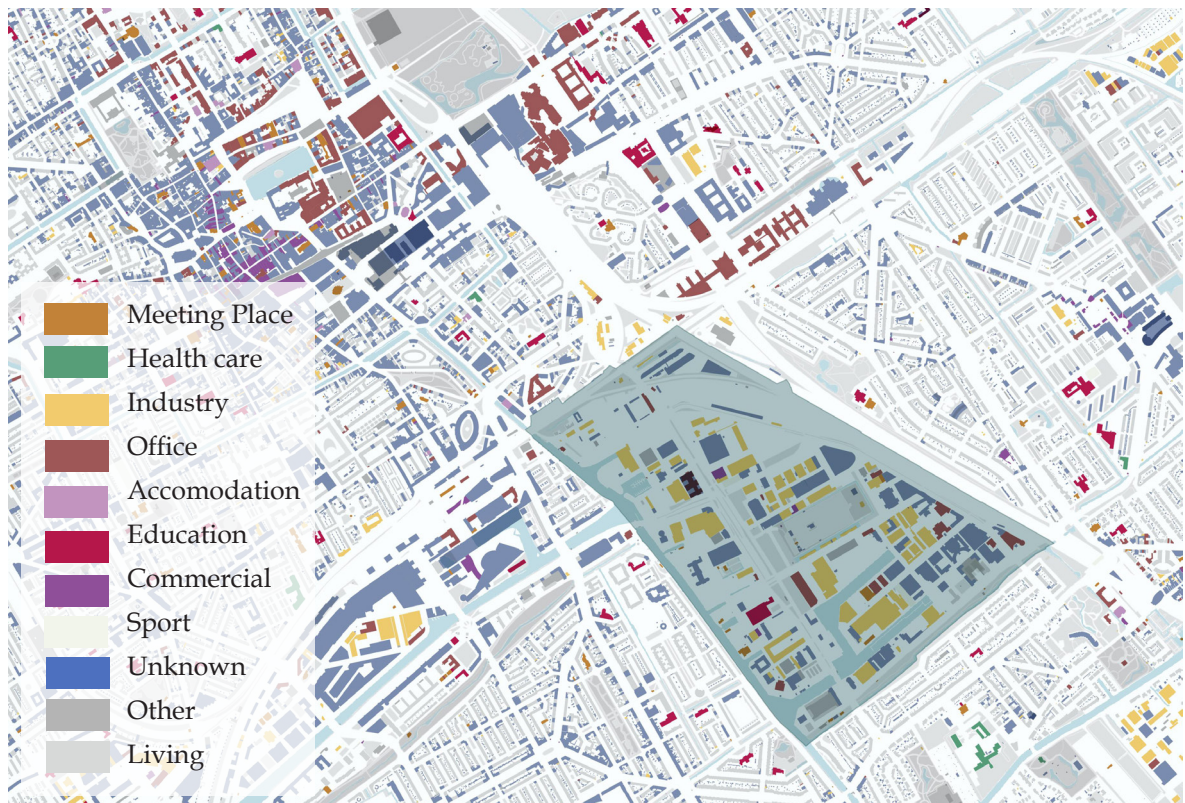 Meeting Place
Health care
Industry
Office
Accomodation
Education
Commercial
Sport
Unknown
Other
Living